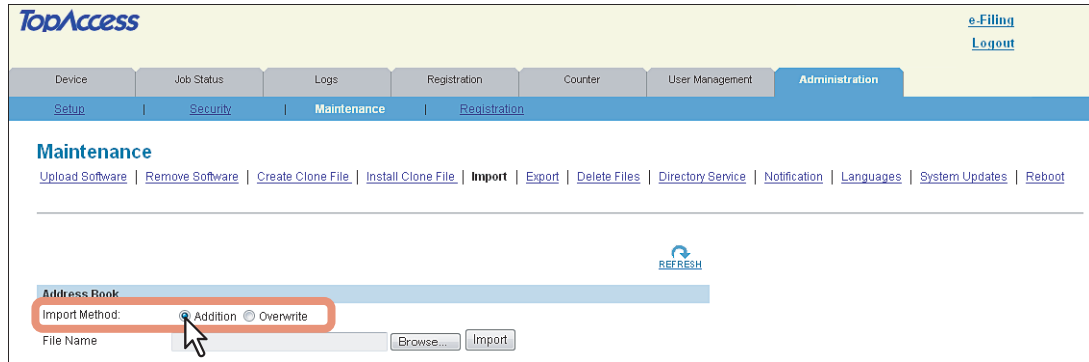 TopAccess
e-Filing
Logout
Device Job Status Logs Registration Counter User Management Administration
Setup | Security | Maintenance | Registration
Maintenance
Upload Software | Remove Software | Create Clone File | Install Clone File | Import | Export | Delete Files | Directory Service | Notification | Languages | System Updates | Reboot
REFRESH
Address Book
Import Method: Addition Overwrite
File Name Browse... Import